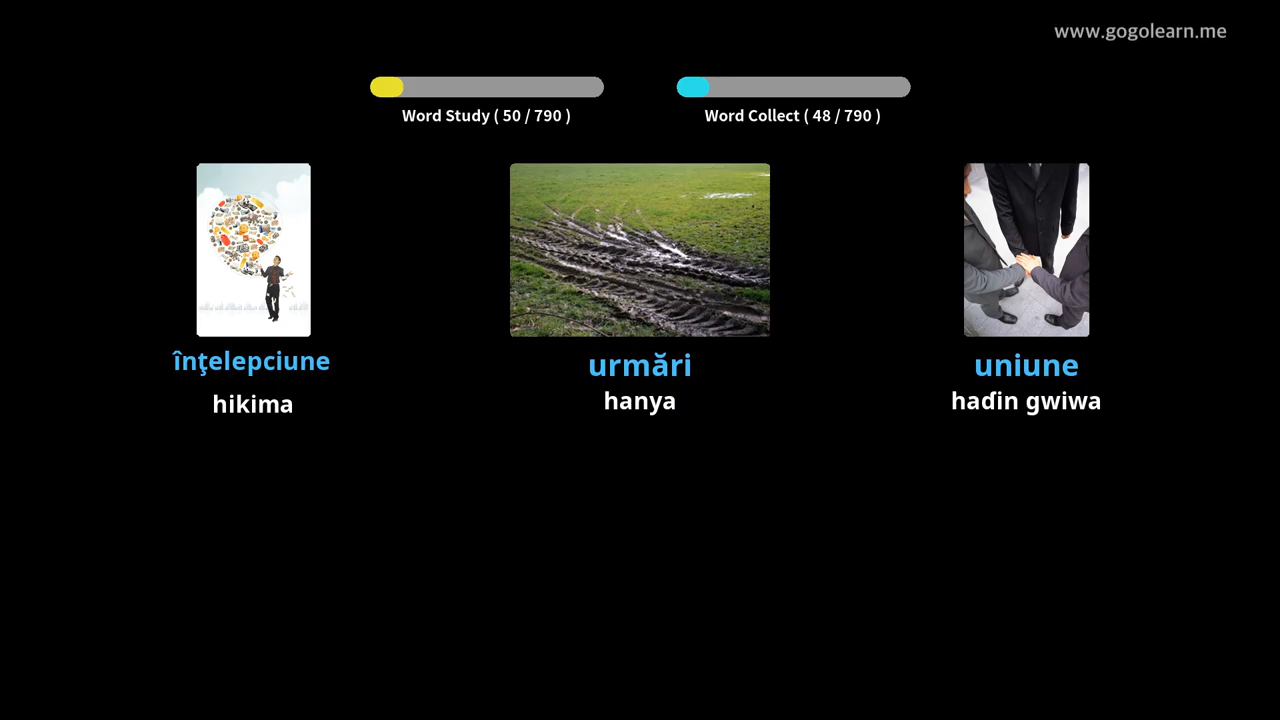 www.gogolearn.me
Word Study ( 50 / 790 )
Word Collect ( 48 / 790 )
înţelepciune
hikima
urmări
hanya
uniune
haɗin gwiwa